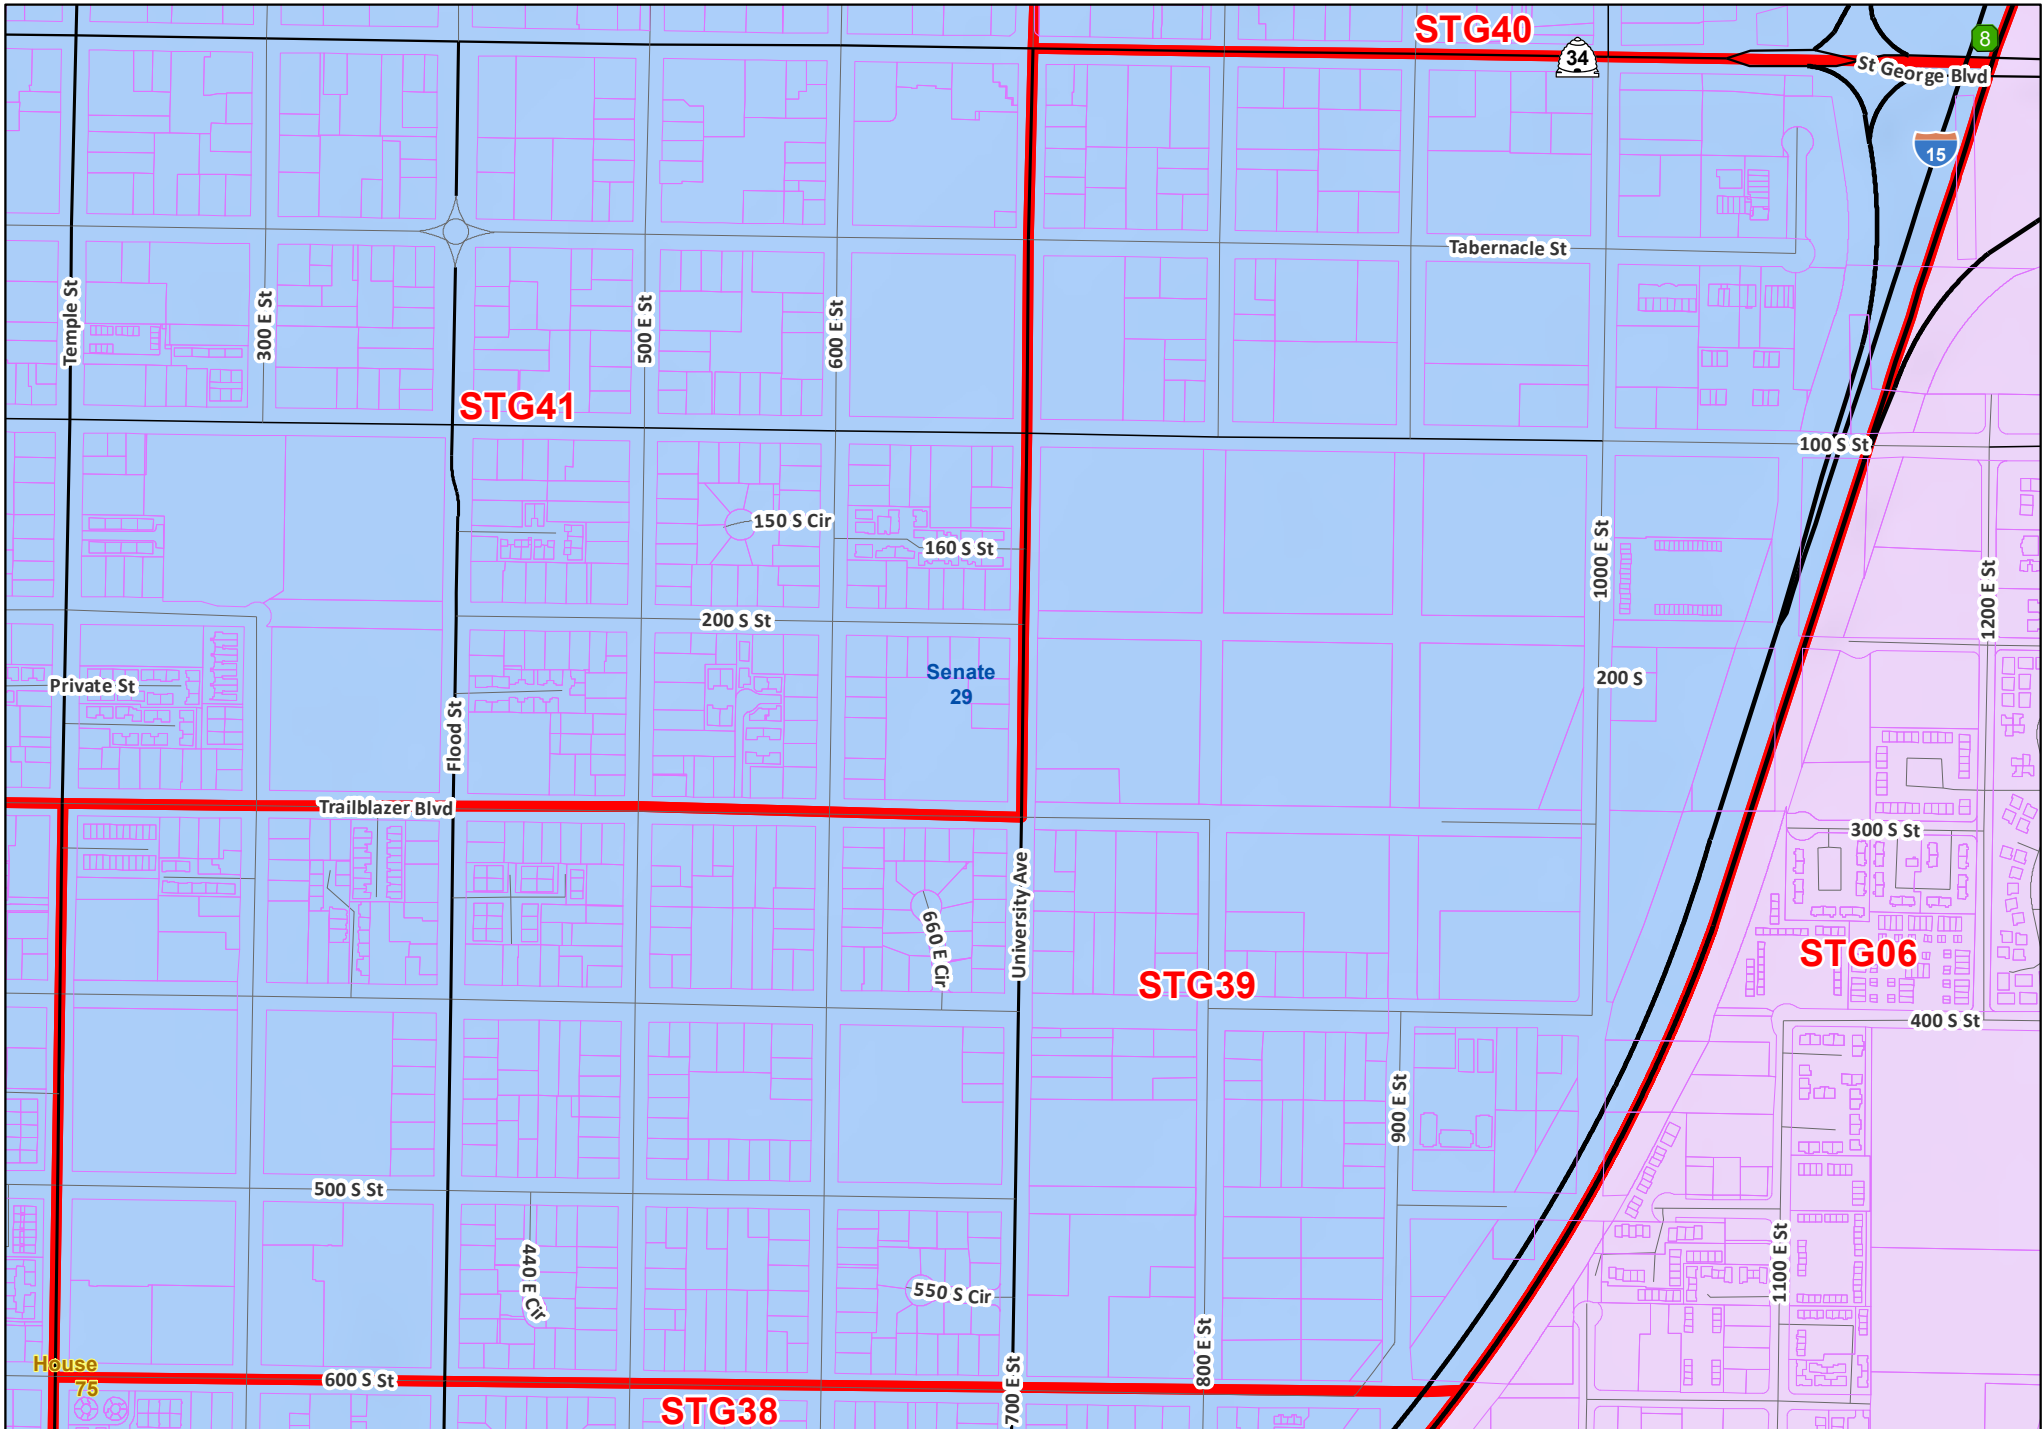 STG40
8
34
St George Blvd
15
Tabernacle St
Temple St
300 E St
500 E St
600 E St
STG41
100 S St
150 S Cir
160 S St
1000 E St
1200 E St
200 S St
Senate
29
200 S
Private St
Flood St
Trailblazer Blvd
300 S St
University Ave
660 E Cir
STG06
STG39
400 S St
900 E St
500 S St
440 E Cir
550 S Cir
1100 E St
800 E St
House
75
600 S St
700 E St
STG38